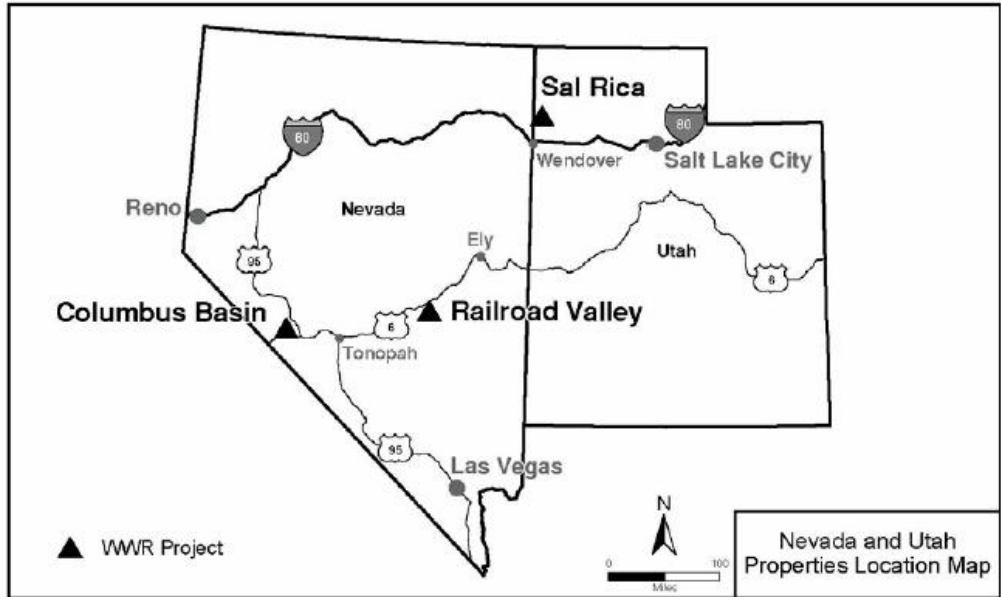 Sal Rica
80
80
Wendover
Salt Lake City
Reno
Nevada
Ely
Utah
95
6
Columbus Basin
Railroad Valley
6
Tonopah
95
Las Vegas
N
WWR Project
0
100
Miles
Nevada and Utah
Properties Location Map